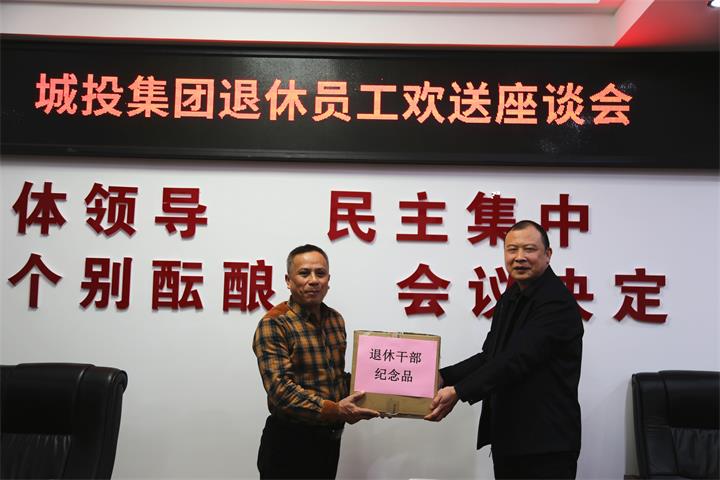 城投集团退休员工欢送座谈会
体领导 民主集中
个别酝酿 会议决定
退休干部
纪念品